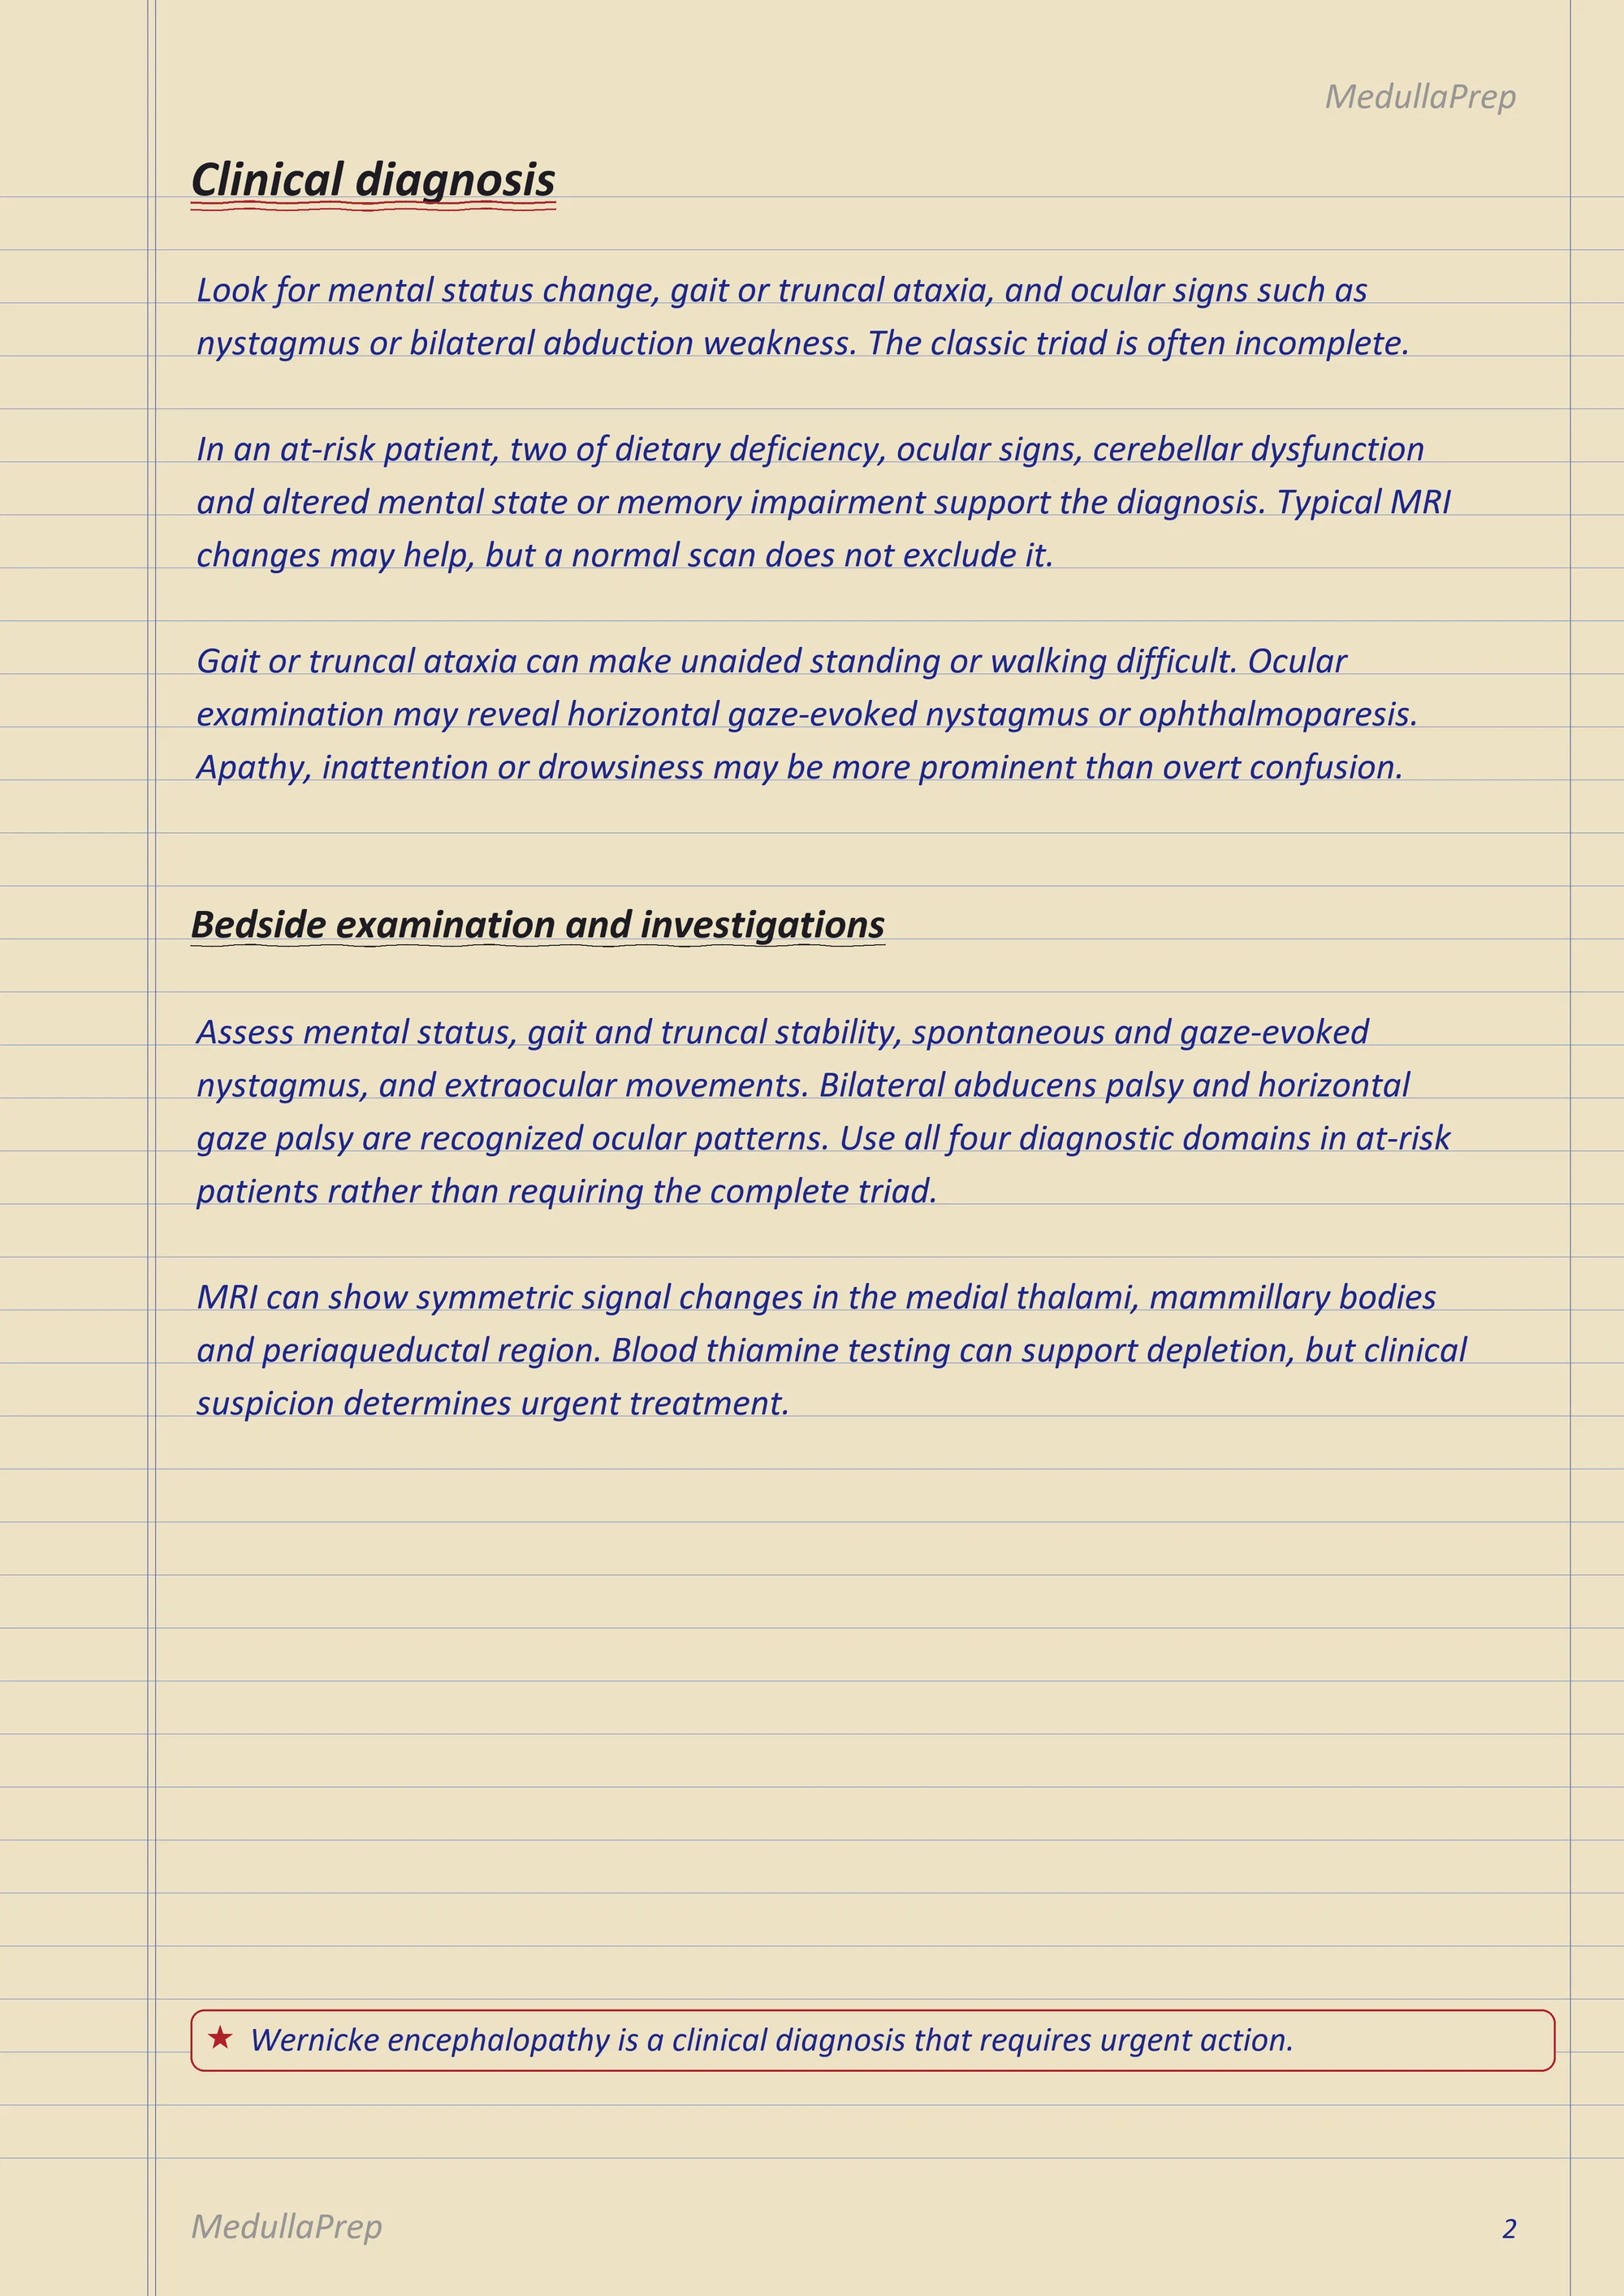 MedullaPrep
Clinical diagnosis
Look for mental status change, gait or truncal ataxia, and ocular signs such as
nystagmus or bilateral abduction weakness. The classic triad is often incomplete.
In an at-risk patient, two of dietary deficiency, ocular signs, cerebellar dysfunction
and altered mental state or memory impairment support the diagnosis. Typical MRI
changes may help, but a normal scan does not exclude it.
Gait or truncal ataxia can make unaided standing or walking difficult. Ocular
examination may reveal horizontal gaze-evoked nystagmus or ophthalmoparesis.
Apathy, inattention or drowsiness may be more prominent than overt confusion.
Bedside examination and investigations
Assess mental status, gait and truncal stability, spontaneous and gaze-evoked
nystagmus, and extraocular movements. Bilateral abducens palsy and horizontal
gaze palsy are recognized ocular patterns. Use all four diagnostic domains in at-risk
patients rather than requiring the complete triad.
MRI can show symmetric signal changes in the medial thalami, mammillary bodies
and periaqueductal region. Blood thiamine testing can support depletion, but clinical
suspicion determines urgent treatment.
★ Wernicke encephalopathy is a clinical diagnosis that requires urgent action.
MedullaPrep
2